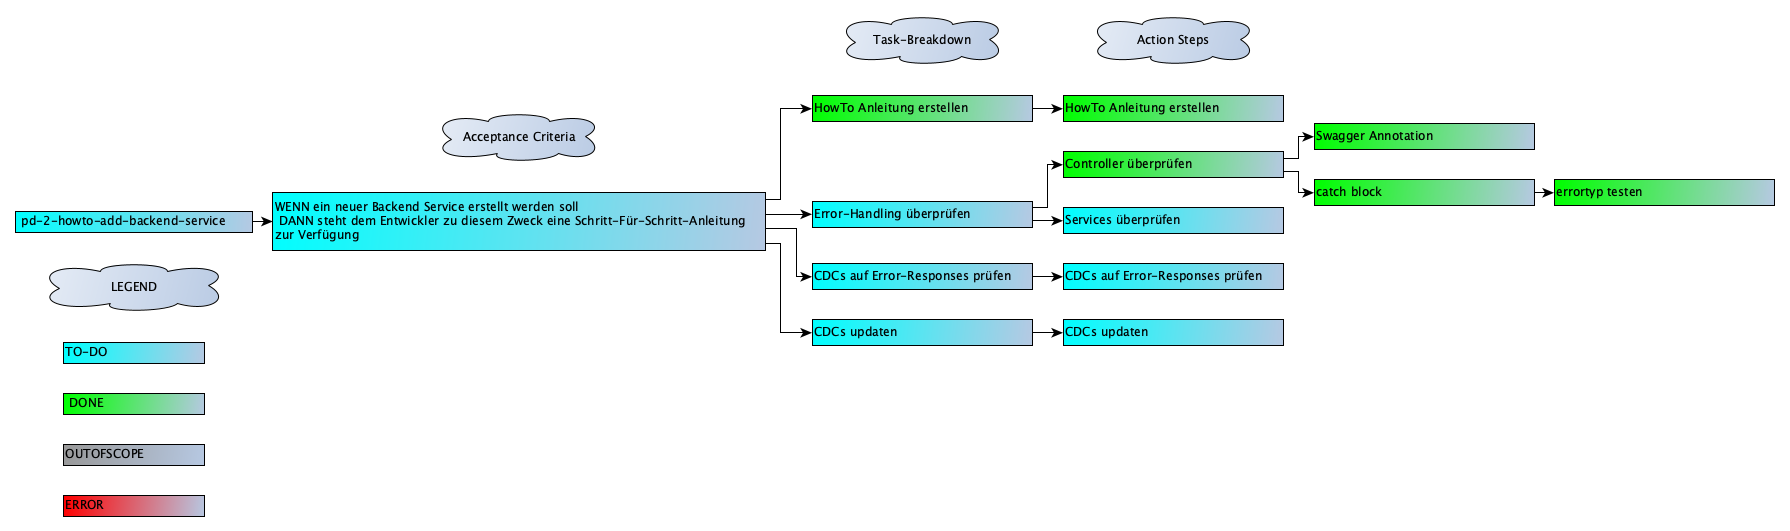 Task-Breakdown
Action Steps
Acceptance Criteria
HowTo Anleitung erstellen
HowTo Anleitung erstellen
Swagger Annotation
Controller überprüfen
catch block
errortyp testen
pd-2-howto-add-backend-service
WENN ein neuer Backend Service erstellt werden soll
DANN steht dem Entwickler zu diesem Zweck eine Schritt-Für-Schritt-Anleitung
zur Verfügung
Error-Handling überprüfen
Services überprüfen
CDCs auf Error-Responses prüfen
CDCs auf Error-Responses prüfen
CDCs updaten
CDCs updaten
LEGEND
TO-DO
DONE
OUTOFSCOPE
ERROR